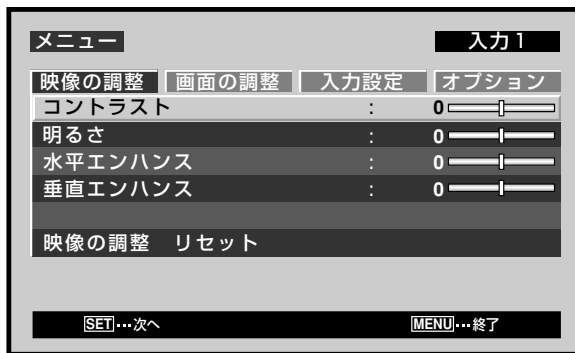 メニュー 入力1
映像の調整 画面の調整 入力設定 オプション
コントラスト : 0
明るさ : 0
水平エンハンス : 0
垂直エンハンス : 0
映像の調整 リセット
SET…次へ MENU…終了